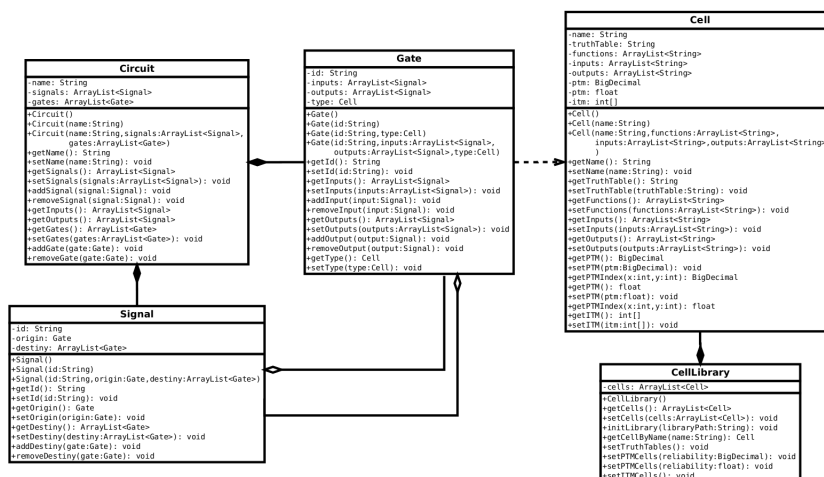 Circuit
-name: String
-signals: ArrayList<Signal>
-gates: ArrayList<Gate>
+Circuit()
+Circuit(name:String)
+Circuit(name:String,signals:ArrayList<Signal>,
gates:ArrayList<Gate>)
+getName(): String
+setName(name:String): void
+getSignals(): ArrayList<Signal>
+setSignals(signals:ArrayList<Signal>): void
+addSignal(signal:Signal): void
+removeSignal(signal:Signal): void
+getInputs(): ArrayList<Signal>
+getOutputs(): ArrayList<Signal>
+getGates(): ArrayList<Gate>
+setGates(gates:ArrayList<Gate>): void
+addGate(gate:Gate): void
+removeGate(gate:Gate): void
Gate
-id: String
-inputs: ArrayList<Signal>
-outputs: ArrayList<Signal>
-type: Cell
+Gate()
+Gate(id:String)
+Gate(id:String,type:Cell)
+Gate(id:String,inputs:ArrayList<Signal>,
outputs:ArrayList<Signal>,type:Cell)
+getId(): String
+setId(id:String): void
+getInputs(): ArrayList<Signal>
+setInputs(inputs:ArrayList<Signal>): void
+addInput(input:Signal): void
+removeInput(input:Signal): void
+getOutputs(): ArrayList<Signal>
+setOutputs(outputs:ArrayList<Signal>): void
+addOutput(output:Signal): void
+removeOutput(output:Signal): void
+getType(): Cell
+setType(type:Cell): void
Cell
-name: String
-truthTable: String
-functions: ArrayList<String>
-inputs: ArrayList<String>
-outputs: ArrayList<String>
-ptm: BigDecimal
-ptm: float
-itm: int[]
+Cell()
+Cell(name:String)
+Cell(name:String,functions:ArrayList<String>,
inputs:ArrayList<String>,outputs:ArrayList<String>
)
+getName(): String
+setName(name:String): void
+getTruthTable(): String
+setTruthTable(truthTable:String): void
+getFunctions(): ArrayList<String>
+setFunctions(functions:ArrayList<String>): void
+getInputs(): ArrayList<String>
+setInputs(inputs:ArrayList<String>): void
+getOutputs(): ArrayList<String>
+setOutputs(outputs:ArrayList<String>): void
+getPTM(): BigDecimal
+setPTM(ptm:BigDecimal): void
+getPTMIndex(x:int,y:int): BigDecimal
+getPTM(): float
+setPTM(ptm:float): void
+getPTMIndex(x:int,y:int): float
+getITM(): int[]
+setITM(itm:int[]): void
Signal
-id: String
-origin: Gate
-destiny: ArrayList<Gate>
+Signal()
+Signal(id:String)
+Signal(id:String,origin:Gate,destiny:ArrayList<Gate>)
+getId(): String
+setId(id:String): void
+getOrigin(): Gate
+setOrigin(origin:Gate): void
+getDestiny(): ArrayList<Gate>
+setDestiny(destiny:ArrayList<Gate>): void
+addDestiny(gate:Gate): void
+removeDestiny(gate:Gate): void
CellLibrary
-cells: ArrayList<Cell>
+CellLibrary()
+getCells(): ArrayList<Cell>
+setCells(cells:ArrayList<Cell>): void
+initLibrary(libraryPath:String): void
+getCellByName(name:String): Cell
+setTruthTables(): void
+setPTMCells(reliability:BigDecimal): void
+setPTMCells(reliability:float): void
+setITMCells(): void